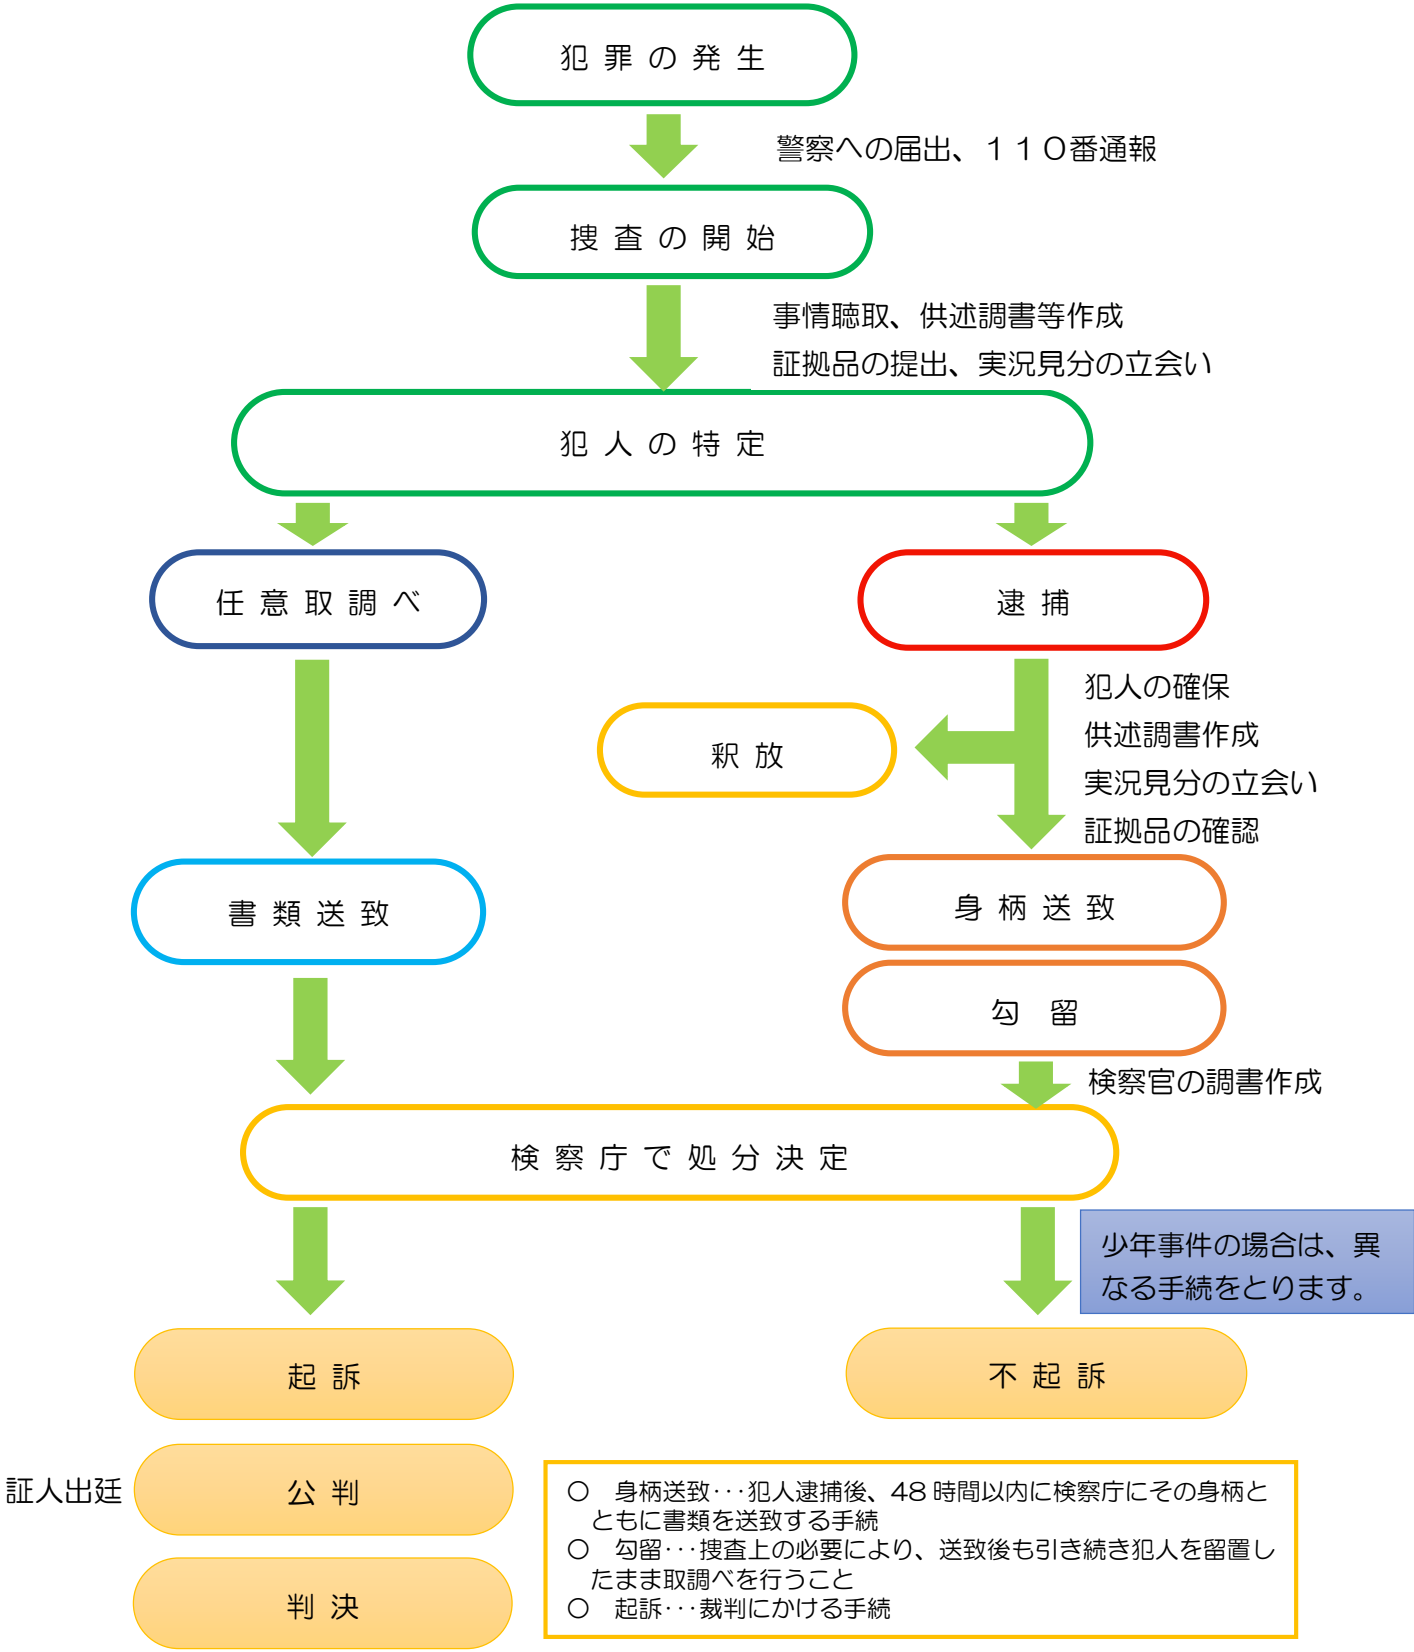 犯罪の発生
警察への届出、１１０番通報
捜査の開始
事情聴取、供述調書等作成
証拠品の提出、実況見分の立会い
犯人の特定
任意取調べ
逮捕
犯人の確保
供述調書作成
実況見分の立会い
証拠品の確認
釈放
書類送致
身柄送致
勾　留
検察官の調書作成
検察庁で処分決定
少年事件の場合は、異
なる手続をとります。
起訴
不起訴
証人出廷
公判
判決
○　身柄送致･･･犯人逮捕後、48 時間以内に検察庁にその身柄と
ともに書類を送致する手続
○　勾留･･･捜査上の必要により、送致後も引き続き犯人を留置し
たまま取調べを行うこと
○　起訴･･･裁判にかける手続